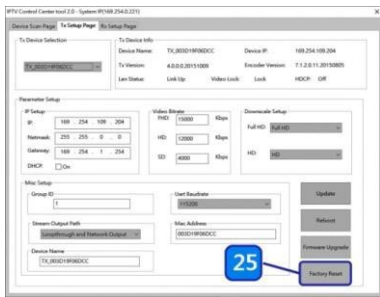 IPTV Control Center tool 2.0 - System IP(169.254.0.221)
Device Scan Page Tx Setup Page Rx Setup Page
Tx Device Selection
TX_003D19F06DCC
Tx Device Info
Device Name: TX_003D19F06DCC Device IP: 169.254.109.204
Tx Version: 4.0.0.0.20151009 Encoder Version: 7.1.2.0.11.20150805
Lan Status: Link Up Video Lock: Lock HDCP: Off
Parameter Setup
IP Setup
IP: 169 . 254 . 109 . 204
Netmask: 255 . 255 . 0 . 0
Gateway: 169 . 254 . 1 . 254
DHCP: On
Video Bitrate
FHD: 15000 Kbps
HD: 12000 Kbps
SD: 4000 Kbps
Downscale Setup
Full HD: Full HD
HD: HD
Misc Setup
Group ID
1
Uart Baudrate
115200
Stream Output Path
Loopthrough and Network Output
Mac Address
003D19F06DCC
Device Name
TX_003D19F06DCC
Update
Reboot
Firmware Upgrade
Factory Reset
25